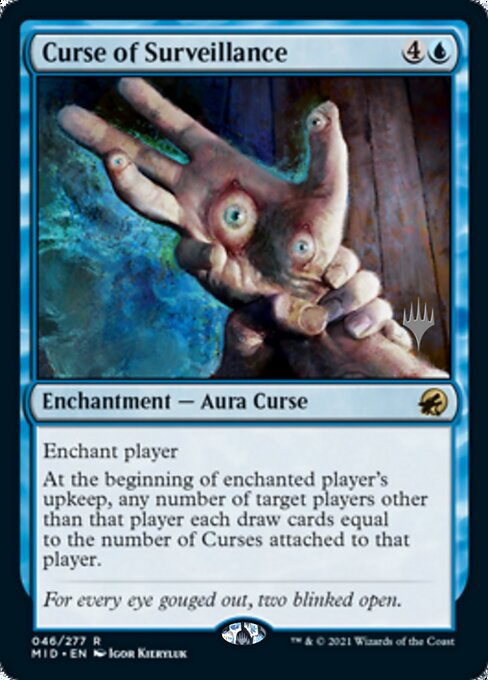 Curse of Surveillance 4
Enchantment — Aura Curse
Enchant player
At the beginning of enchanted player's
upkeep, any number of target players other
than that player each draw cards equal
to the number of Curses attached to that
player.
For every eye gouged out, two blinked open.
046/277 R
MID • EN Igor Kieryluk
™ & © 2021 Wizards of the Coast